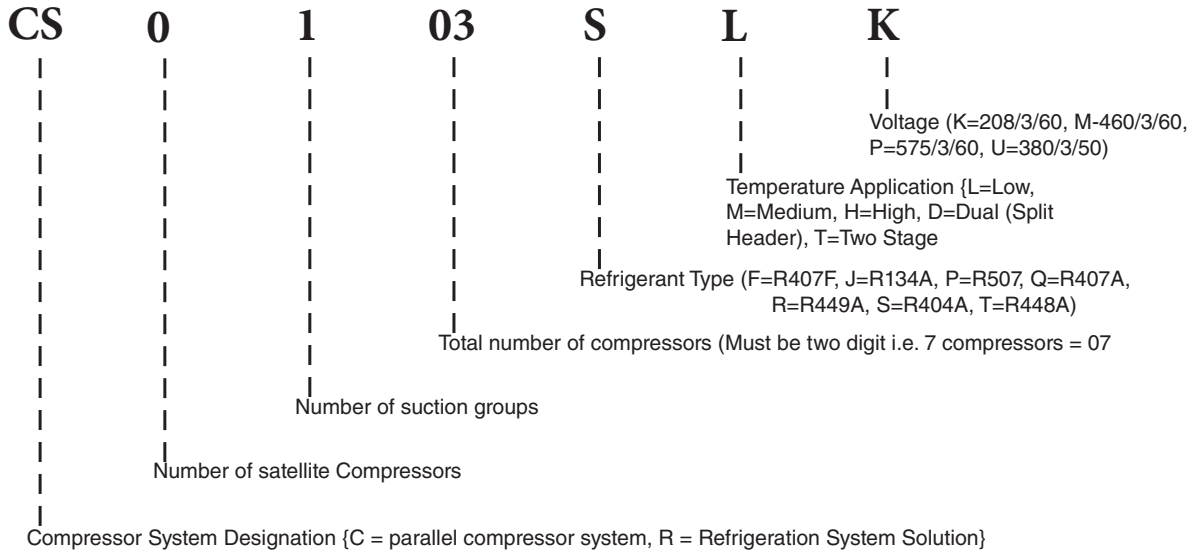 CS 0 1 03 S L K
Voltage (K=208/3/60, M-460/3/60,
P=575/3/60, U=380/3/50)
Temperature Application {L=Low,
M=Medium, H=High, D=Dual (Split
Header), T=Two Stage
Refrigerant Type (F=R407F, J=R134A, P=R507, Q=R407A,
R=R449A, S=R404A, T=R448A)
Total number of compressors (Must be two digit i.e. 7 compressors = 07
Number of suction groups
Number of satellite Compressors
Compressor System Designation {C = parallel compressor system, R = Refrigeration System Solution}